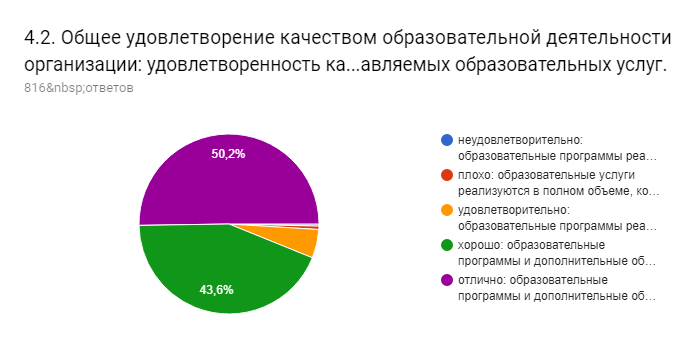 4.2. Общее удовлетворение качеством образовательной деятельности
организации: удовлетворенность ка...авляемых образовательных услуг.
816&nbsp;ответов
50,2%
43,6%
неудовлетворительно:
образовательные программы реа…
плохо: образовательные услуги
реализуются в полном объеме, ко…
удовлетворительно:
образовательные программы реа…
хорошо: образовательные
программы и дополнительные об…
отлично: образовательные
программы и дополнительные об…